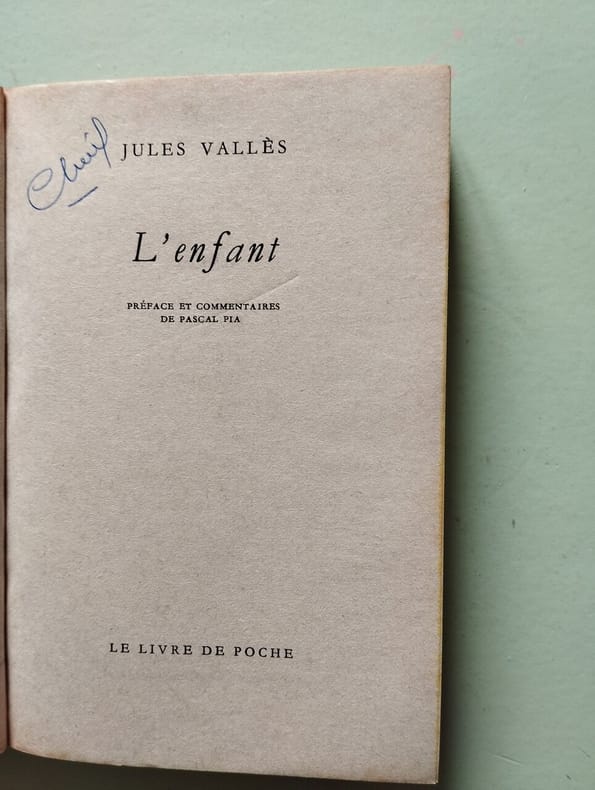 JULES VALLÈS
L'enfant
PRÉFACE ET COMMENTAIRES
DE PASCAL PIA
LE LIVRE DE POCHE